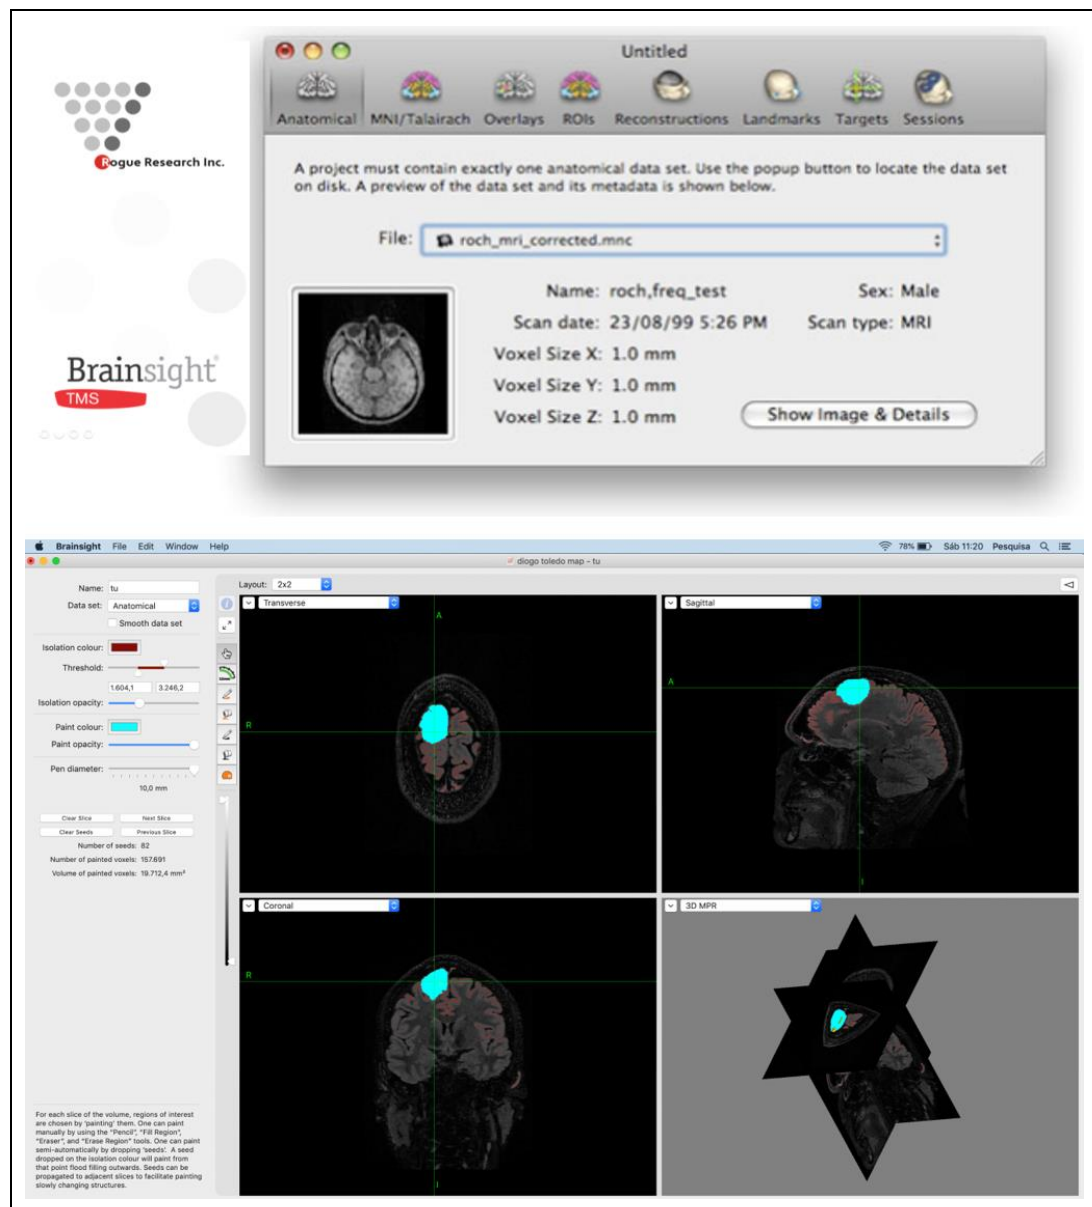 Rogue Research Inc.
Brainsight
TMS
Untitled
Anatomical MNI/Talairach Overlays ROIs Reconstructions Landmarks Targets Sessions
A project must contain exactly one anatomical data set. Use the popup button to locate the data set
on disk. A preview of the data set and its metadata is shown below.
File: roch_mri_corrected.mnc
Name: roch,freq_test Sex: Male
Scan date: 23/08/99 5:26 PM Scan type: MRI
Voxel Size X: 1.0 mm
Voxel Size Y: 1.0 mm
Voxel Size Z: 1.0 mm
Show Image & Details
Brainsight File Edit Window Help 78% Sáb 11:20 Pesquisa
diogo toledo map - tu
Name: tu
Data set: Anatomical
Smooth data set
Isolation colour:
Threshold:
1.604,1 3.246,2
Isolation opacity:
Paint colour:
Paint opacity:
Pen diameter:
10,0 mm
Clear Slice Next Slice
Clear Seeds Previous Slice
Number of seeds: 82
Number of painted voxels: 157.691
Volume of painted voxels: 19.712,4 mm³
For each slice of the volume, regions of interest
are chosen by 'painting' them. One can paint
manually by using the "Pencil", "Fill Region",
"Eraser", and "Erase Region" tools. One can paint
semi-automatically by dropping 'seeds'. A seed
dropped on the isolation colour will paint from
that point flood filling outwards. Seeds can be
propagated to adjacent slices to facilitate painting
slowly changing structures.
Layout: 2x2
Transverse
A
R
Sagittal
A
I
Coronal
R
I
3D MPR